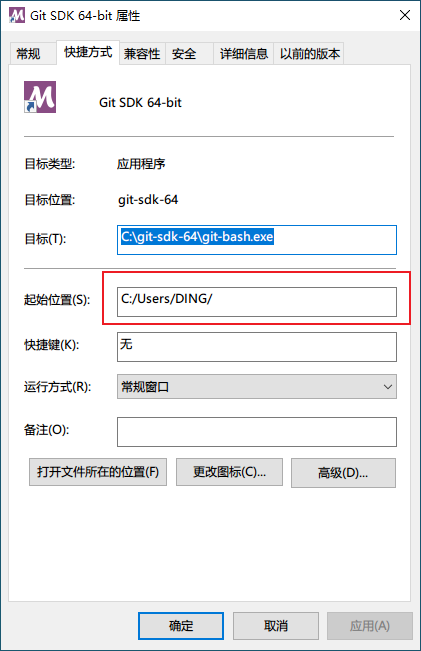 Git SDK 64-bit 属性
常规 快捷方式 兼容性 安全 详细信息 以前的版本
Git SDK 64-bit
目标类型: 应用程序
目标位置: git-sdk-64
目标(T): C:\git-sdk-64\git-bash.exe
起始位置(S): C:/Users/DING/
快捷键(K): 无
运行方式(R): 常规窗口
备注(O):
打开文件所在的位置(F) 更改图标(C)... 高级(D)...
确定 取消 应用(A)